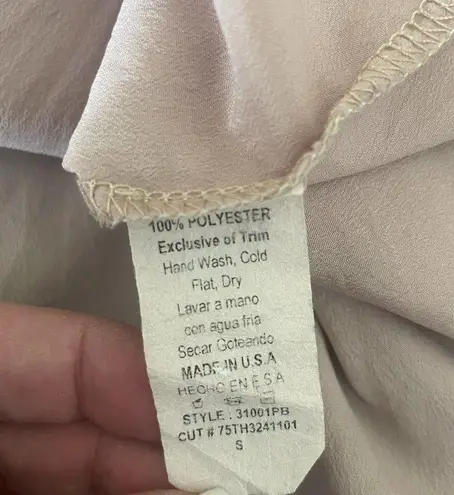 100% POLYESTER
Exclusive of Trim
Hand Wash, Cold
Flat, Dry
Lavar a mano
con agua fria
Secar Goteando
MADE IN U.S.A
HECHO EN E S A
STYLE : 31001PB
CUT # 75TH3241101
S